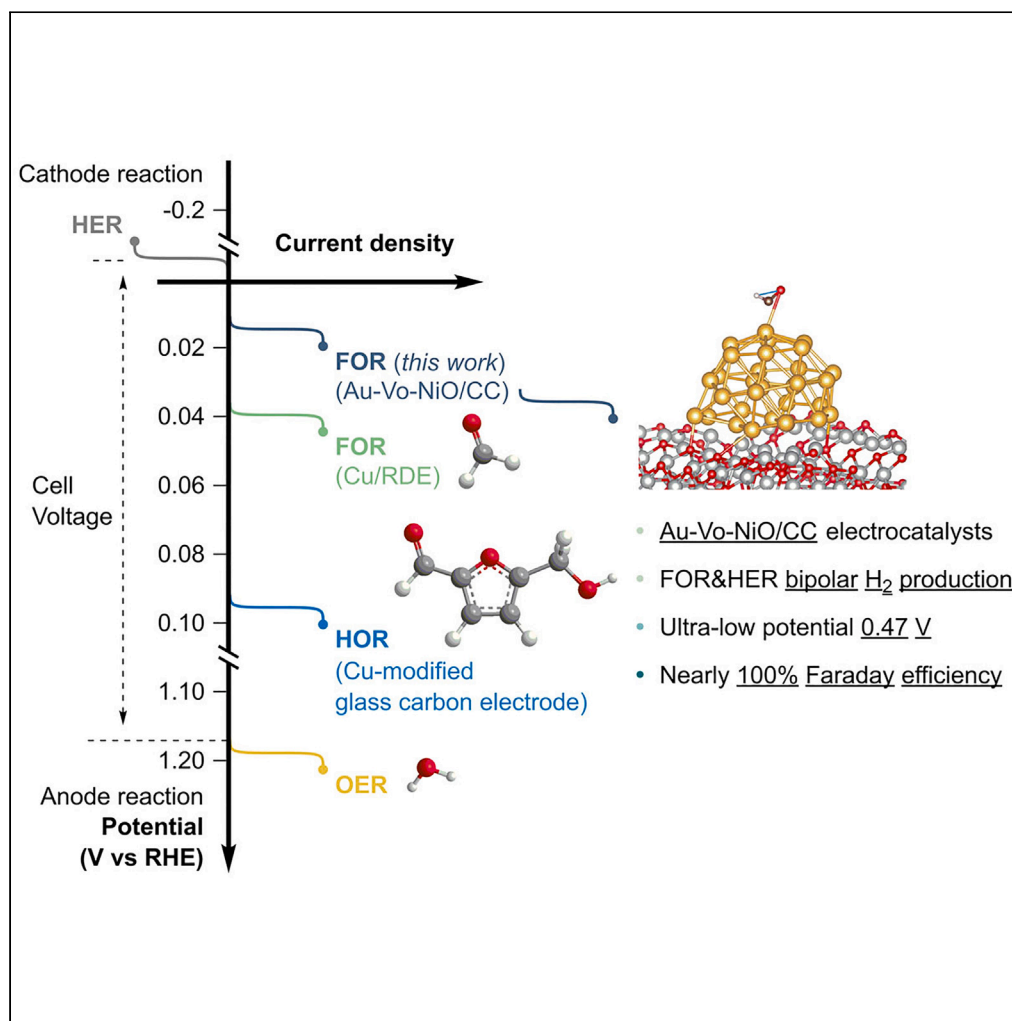 Cathode reaction
-0.2
HER
Current density
0.02
FOR (this work)
(Au-Vo-NiO/CC)
0.04
FOR
(Cu/RDE)
0.06
Cell
Voltage
0.08
0.10
HOR
(Cu-modified
glass carbon electrode)
1.10
1.20
OER
Anode reaction
Potential
(V vs RHE)
Au-Vo-NiO/CC electrocatalysts
FOR&HER bipolar H₂ production
Ultra-low potential 0.47 V
Nearly 100% Faraday efficiency